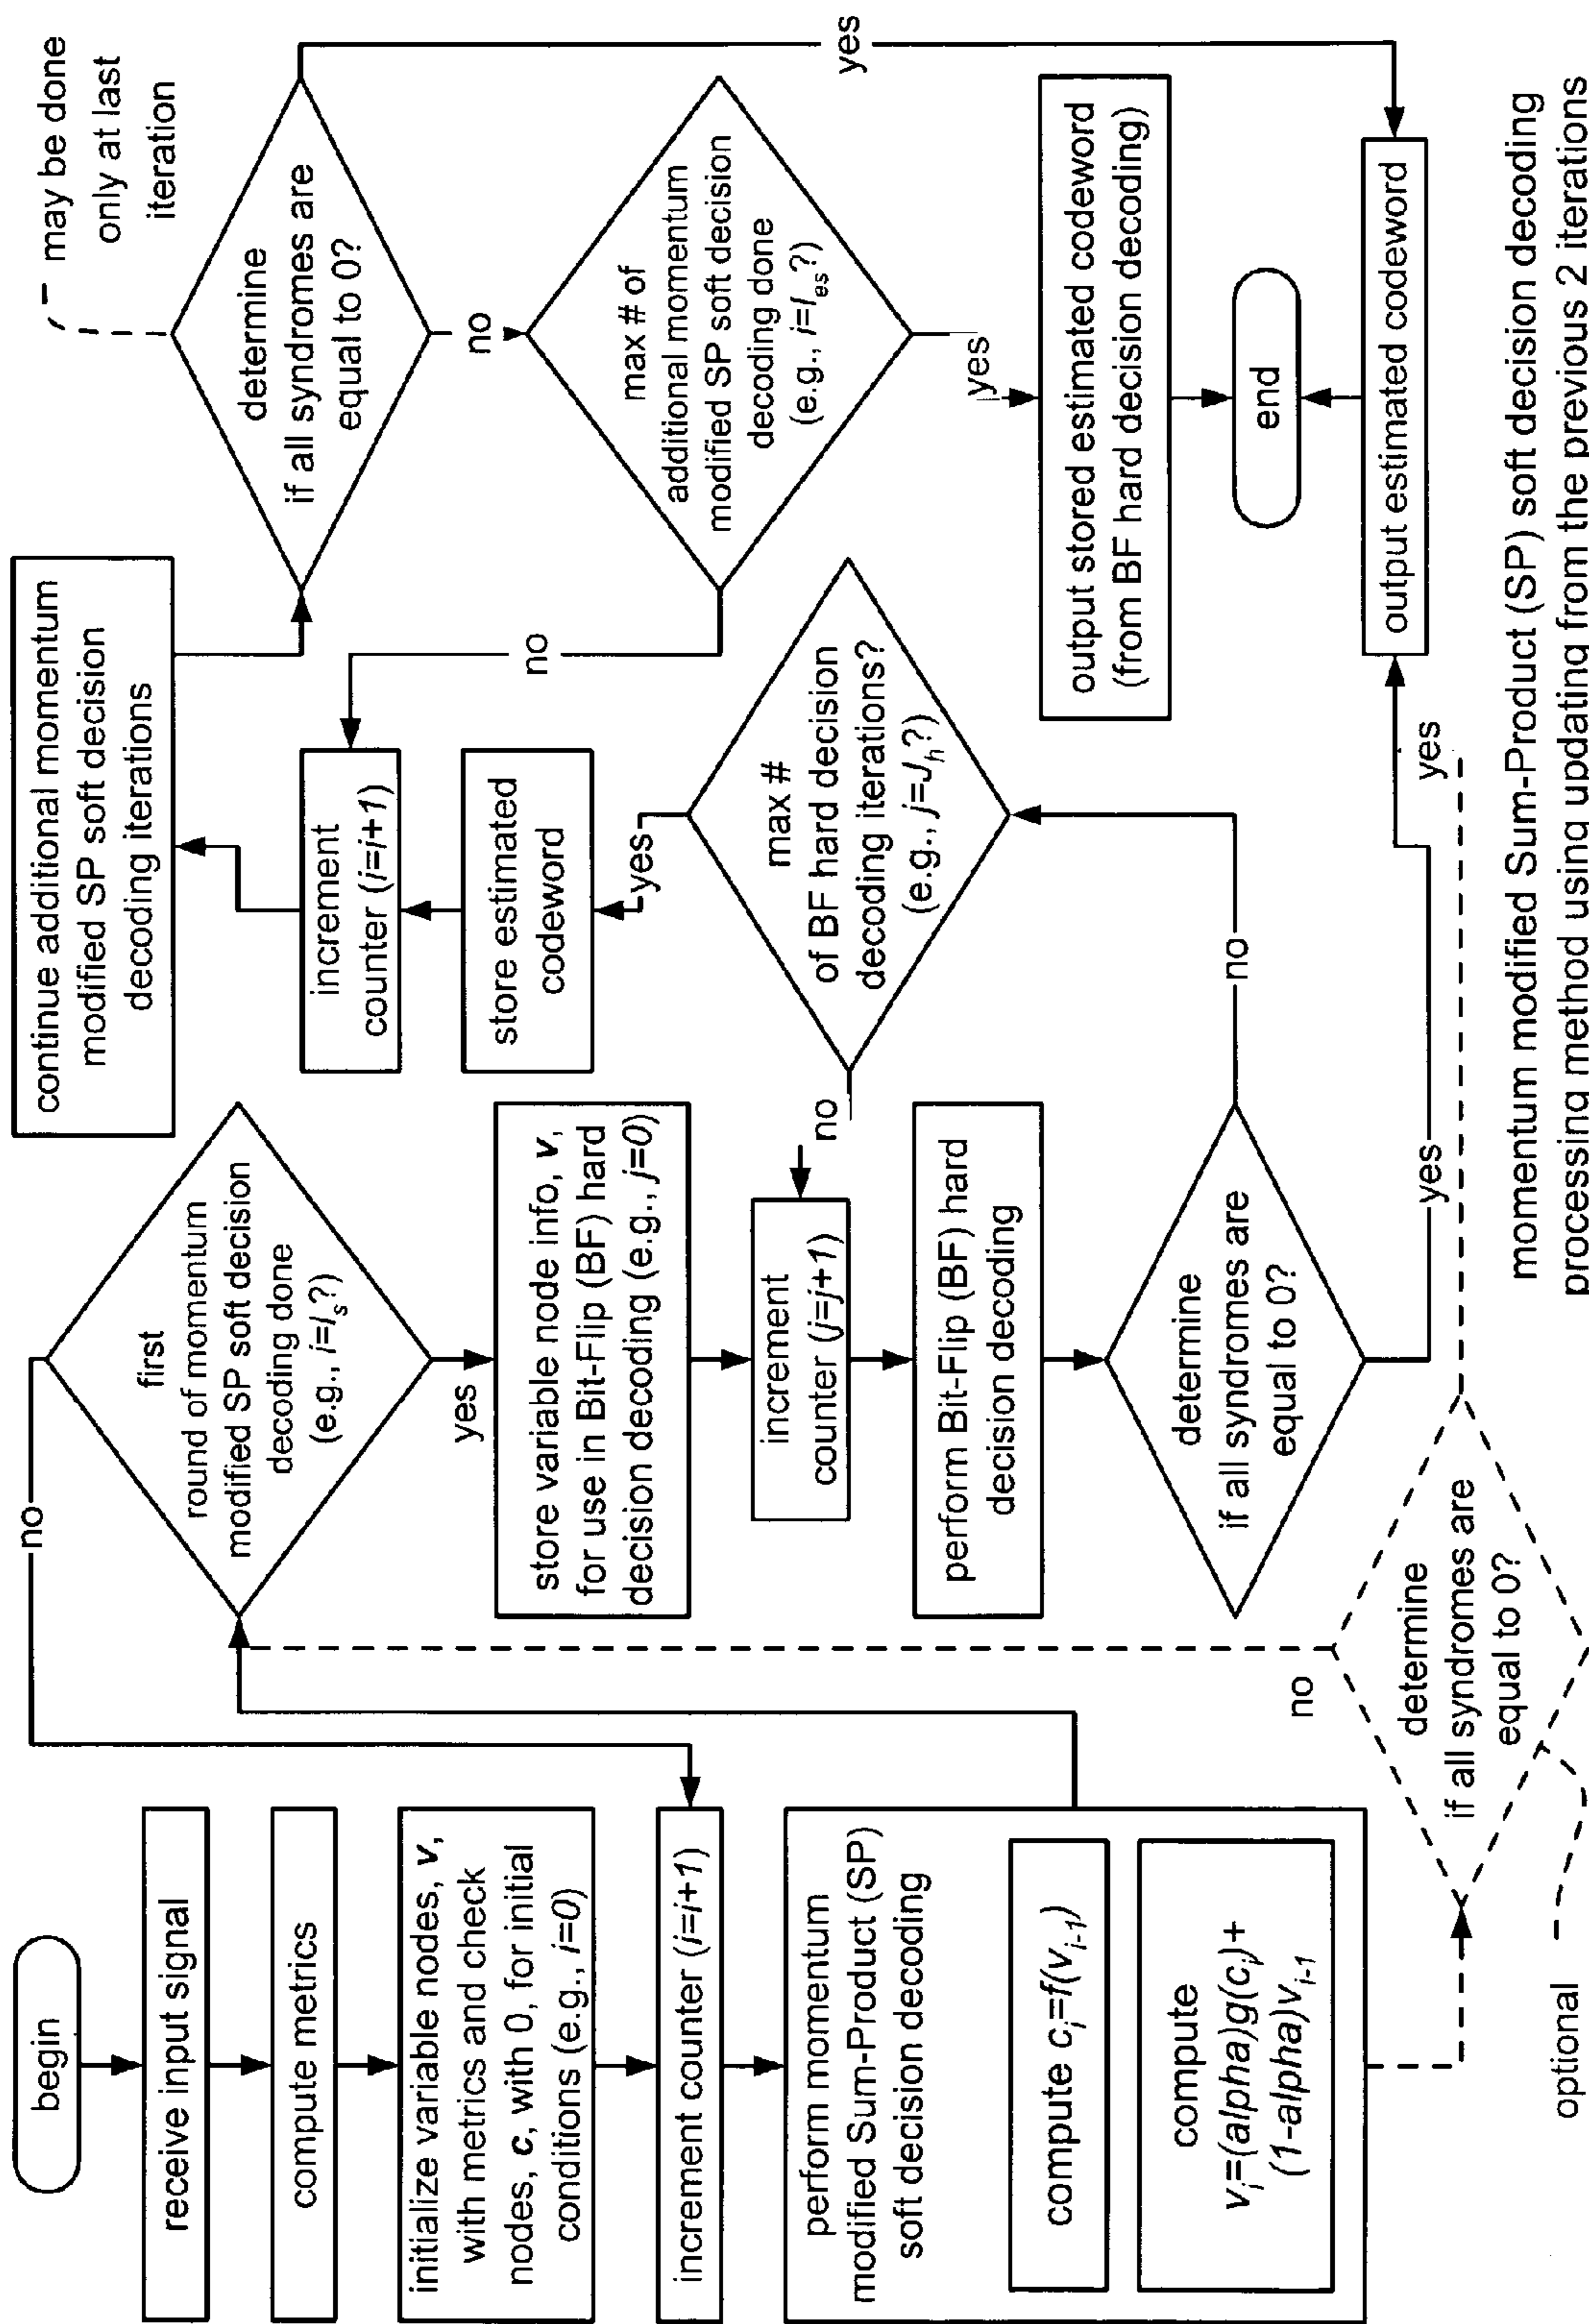 begin
receive input signal
compute metrics
initialize variable nodes, v,
with metrics and check
nodes, c, with 0, for initial
conditions (e.g., i=0)
increment counter (i=i+1)
perform momentum
modified Sum-Product (SP)
soft decision decoding
compute c_i=f(v_{i-1})
compute
v_i=(alpha)g(c_i)+
(1-alpha)v_{i-1}
optional
determine
if all syndromes are
equal to 0?
no
yes
no
first
round of momentum
modified SP soft decision
decoding done
(e.g., i=I_s?)
yes
store variable node info, v,
for use in Bit-Flip (BF) hard
decision decoding (e.g., j=0)
increment
counter (j=j+1)
perform Bit-Flip (BF) hard
decision decoding
determine
if all syndromes are
equal to 0?
yes
no
max #
of BF hard decision
decoding iterations?
(e.g., j=J_h?)
no
yes
store estimated
codeword
increment
counter (i=i+1)
continue additional momentum
modified SP soft decision
decoding iterations
may be done
only at last
iteration
determine
if all syndromes are
equal to 0?
yes
no
max # of
additional momentum
modified SP soft decision
decoding done
(e.g., i=I_es?)
no
yes
output stored estimated codeword
(from BF hard decision decoding)
end
output estimated codeword
momentum modified Sum-Product (SP) soft decision decoding
processing method using updating from the previous 2 iterations